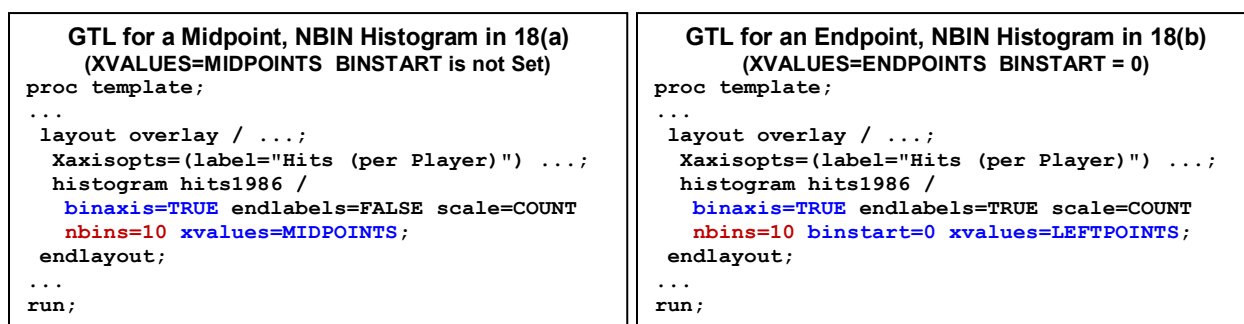 GTL for a Midpoint, NBIN Histogram in 18(a)
(XVALUES=MIDPOINTS BINSTART is not Set)
proc template;
...
layout overlay / ...;
Xaxisopts=(label="Hits (per Player)") ...;
histogram hits1986 /
binaxis=TRUE endlabels=FALSE scale=COUNT
nbins=10 xvalues=MIDPOINTS;
endlayout;
...
run;
GTL for an Endpoint, NBIN Histogram in 18(b)
(XVALUES=ENDPOINTS BINSTART = 0)
proc template;
...
layout overlay / ...;
Xaxisopts=(label="Hits (per Player)") ...;
histogram hits1986 /
binaxis=TRUE endlabels=TRUE scale=COUNT
nbins=10 binstart=0 xvalues=LEFTPOINTS;
endlayout;
...
run;